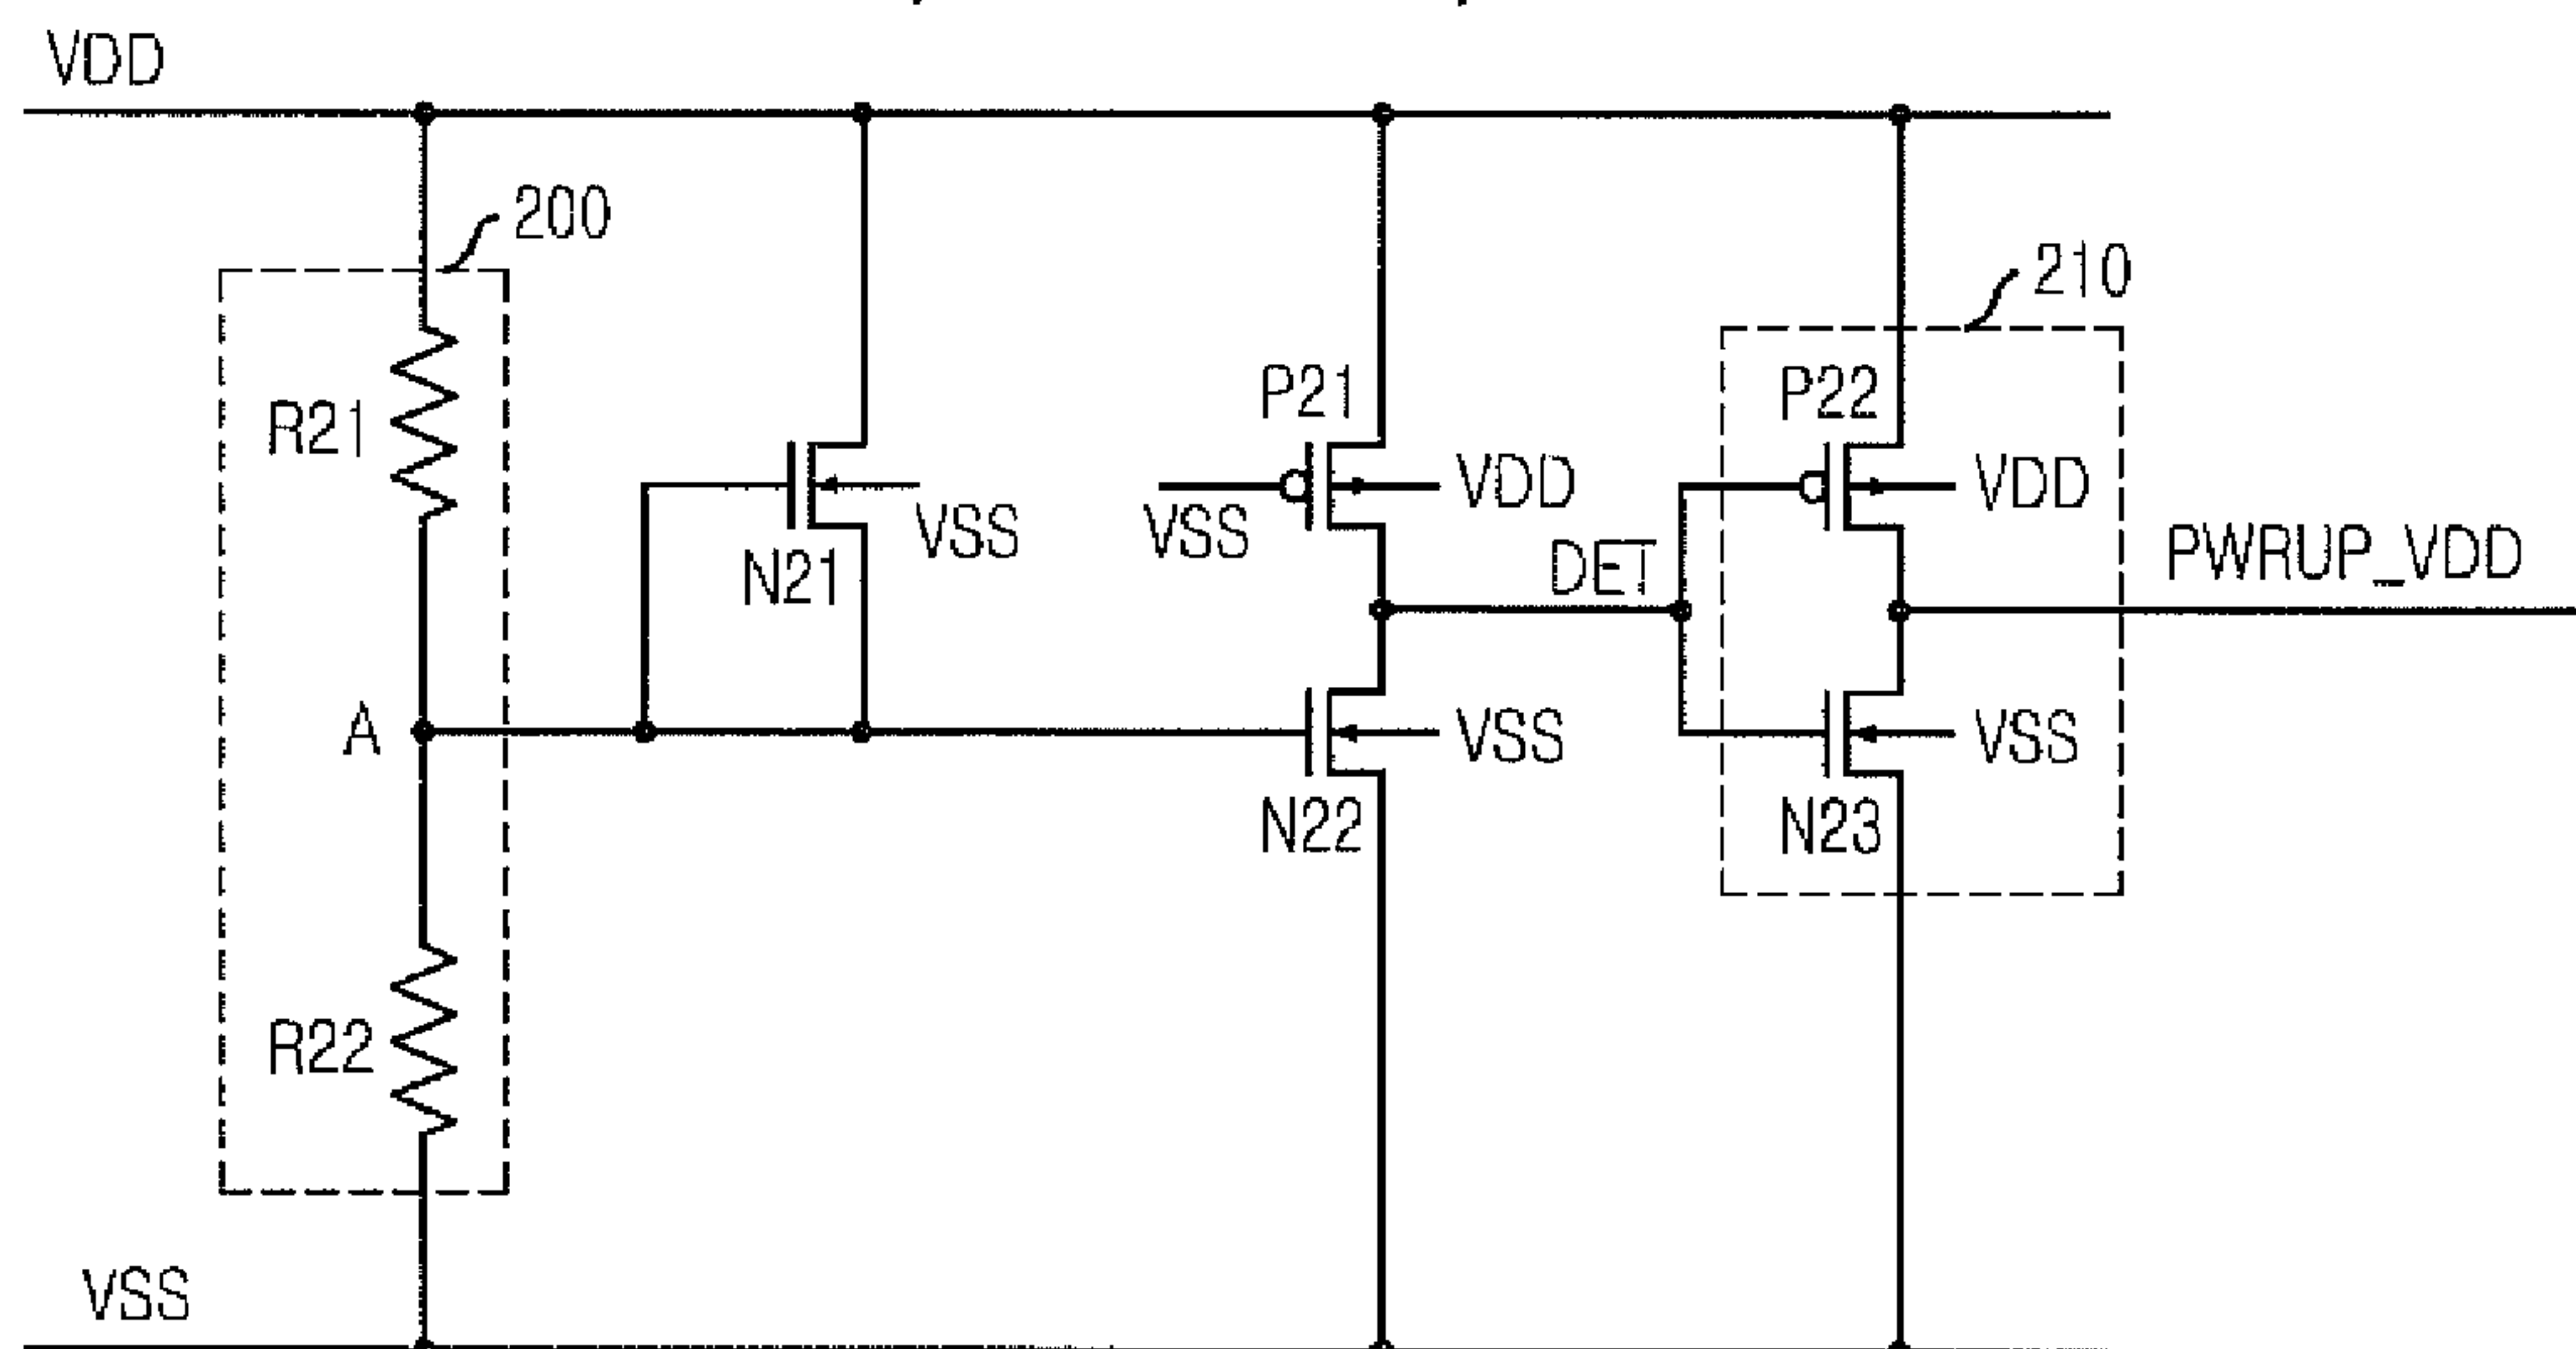 VDD
200
210
P21
P22
R21
VDD
VDD
VSS
VSS
DET
PWRUP_VDD
N21
A
VSS
VSS
N22
N23
R22
VSS